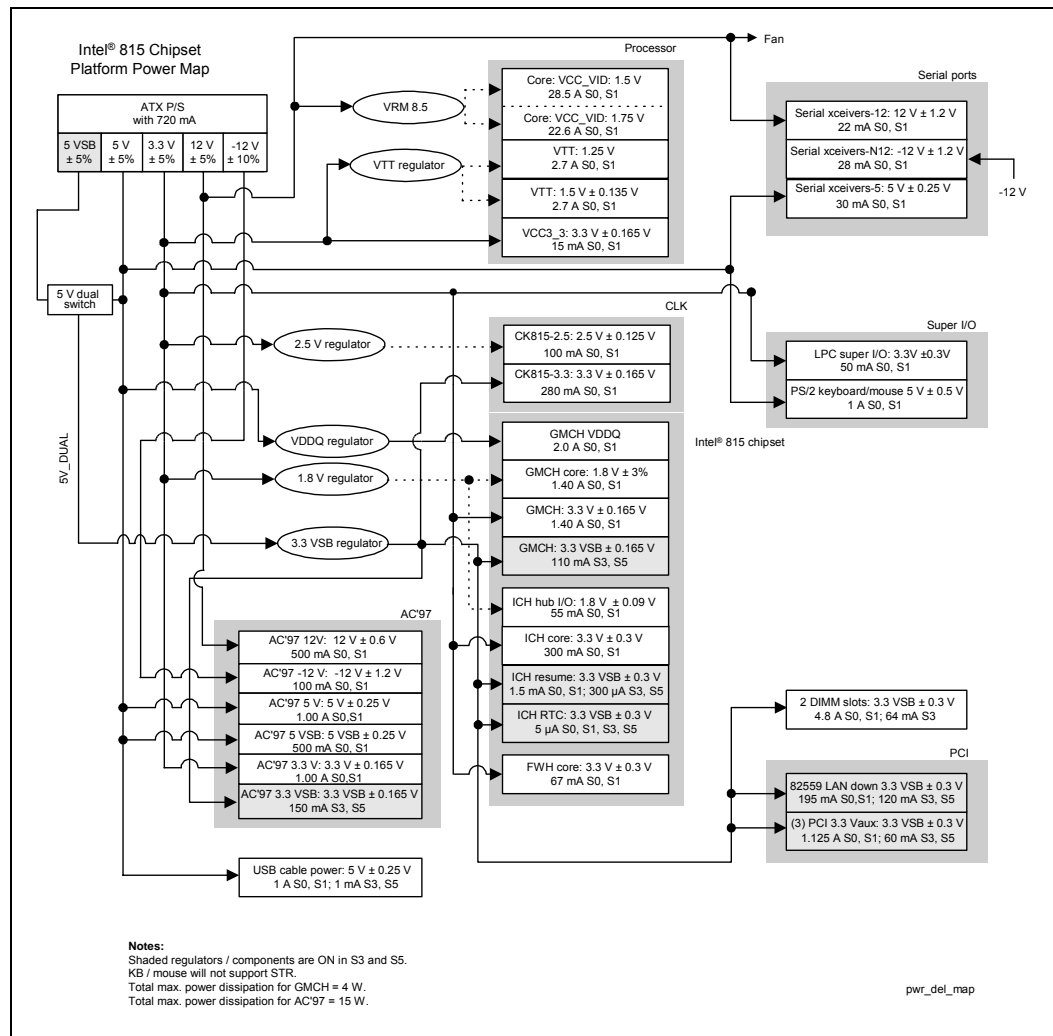 Intel® 815 Chipset
Platform Power Map
ATX P/S
with 720 mA
5 VSB
± 5%
5 V
± 5%
3.3 V
± 5%
12 V
± 5%
-12 V
± 10%
Fan
Processor
VRM 8.5
Core: VCC_VID: 1.5 V
28.5 A S0, S1
Core: VCC_VID: 1.75 V
22.6 A S0, S1
VTT regulator
VTT: 1.25 V
2.7 A S0, S1
VTT: 1.5 V ± 0.135 V
2.7 A S0, S1
VCC3_3: 3.3 V ± 0.165 V
15 mA S0, S1
Serial ports
Serial xceivers-12: 12 V ± 1.2 V
22 mA S0, S1
Serial xceivers-N12: -12 V ± 1.2 V
28 mA S0, S1
Serial xceivers-5: 5 V ± 0.25 V
30 mA S0, S1
-12 V
5 V dual
switch
5V_DUAL
CLK
2.5 V regulator
CK815-2.5: 2.5 V ± 0.125 V
100 mA S0, S1
CK815-3.3: 3.3 V ± 0.165 V
280 mA S0, S1
Super I/O
LPC super I/O: 3.3V ±0.3V
50 mA S0, S1
PS/2 keyboard/mouse 5 V ± 0.5 V
1 A S0, S1
Intel® 815 chipset
VDDQ regulator
GMCH VDDQ
2.0 A S0, S1
1.8 V regulator
GMCH core: 1.8 V ± 3%
1.40 A S0, S1
GMCH: 3.3 V ± 0.165 V
1.40 A S0, S1
3.3 VSB regulator
GMCH: 3.3 VSB ± 0.165 V
110 mA S3, S5
ICH hub I/O: 1.8 V ± 0.09 V
55 mA S0, S1
ICH core: 3.3 V ± 0.3 V
300 mA S0, S1
ICH resume: 3.3 VSB ± 0.3 V
1.5 mA S0, S1; 300 µA S3, S5
ICH RTC: 3.3 VSB ± 0.3 V
5 µA S0, S1, S3, S5
FWH core: 3.3 V ± 0.3 V
67 mA S0, S1
AC'97
AC'97 12V: 12 V ± 0.6 V
500 mA S0, S1
AC'97 -12 V: -12 V ± 1.2 V
100 mA S0, S1
AC'97 5 V: 5 V ± 0.25 V
1.00 A S0,S1
AC'97 5 VSB: 5 VSB ± 0.25 V
500 mA S0, S1
AC'97 3.3 V: 3.3 V ± 0.165 V
1.00 A S0,S1
AC'97 3.3 VSB: 3.3 VSB ± 0.165 V
150 mA S3, S5
2 DIMM slots: 3.3 VSB ± 0.3 V
4.8 A S0, S1; 64 mA S3
PCI
82559 LAN down 3.3 VSB ± 0.3 V
195 mA S0,S1; 120 mA S3, S5
(3) PCI 3.3 Vaux: 3.3 VSB ± 0.3 V
1.125 A S0, S1; 60 mA S3, S5
USB cable power: 5 V ± 0.25 V
1 A S0, S1; 1 mA S3, S5
Notes:
Shaded regulators / components are ON in S3 and S5.
KB / mouse will not support STR.
Total max. power dissipation for GMCH = 4 W.
Total max. power dissipation for AC'97 = 15 W.
pwr_del_map